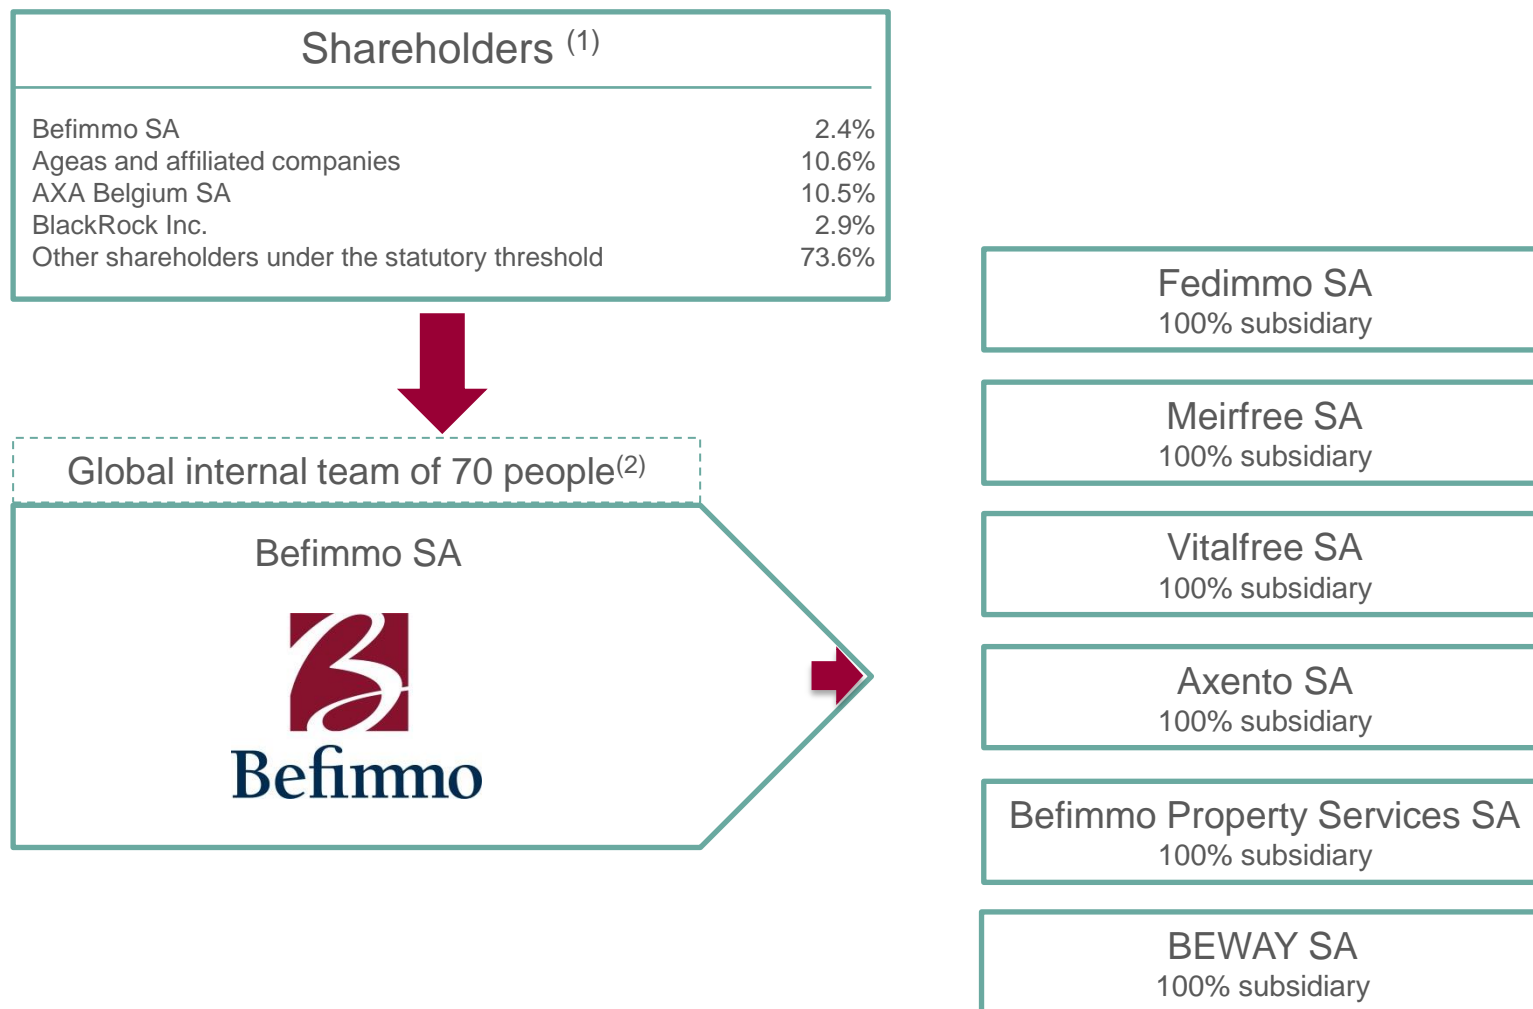 Shareholders (1)
Befimmo SA 2.4%
Ageas and affiliated companies 10.6%
AXA Belgium SA 10.5%
BlackRock Inc. 2.9%
Other shareholders under the statutory threshold 73.6%
Global internal team of 70 people(2)
Befimmo SA
Befimmo
Fedimmo SA
100% subsidiary
Meirfree SA
100% subsidiary
Vitalfree SA
100% subsidiary
Axento SA
100% subsidiary
Befimmo Property Services SA
100% subsidiary
BEWAY SA
100% subsidiary